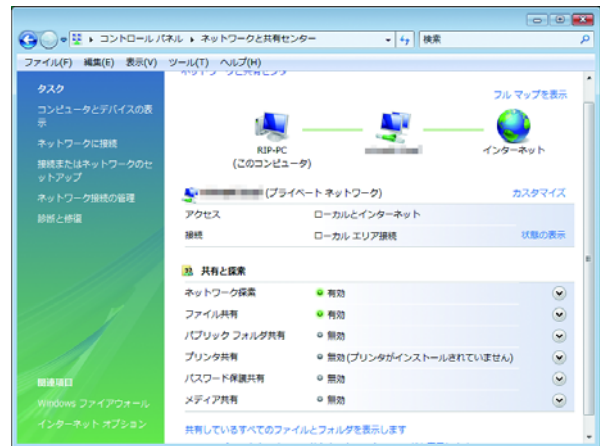 コントロール パネル ▸ ネットワークと共有センター
検索
ファイル(F) 編集(E) 表示(V) ツール(T) ヘルプ(H)
タスク
コンピュータとデバイスの表
示
ネットワークに接続
接続またはネットワークのセ
ットアップ
ネットワーク接続の管理
診断と修復
関連項目
Windows ファイアウォール
インターネット オプション
フル マップを表示
RIP-PC
(このコンピュータ)
インターネット
(プライベート ネットワーク) カスタマイズ
アクセス ローカルとインターネット
接続 ローカル エリア接続 状態の表示
共有と探索
ネットワーク探索 有効
ファイル共有 有効
パブリック フォルダ共有 無効
プリンタ共有 無効 (プリンタがインストールされていません)
パスワード保護共有 無効
メディア共有 無効
共有しているすべてのファイルとフォルダを表示します